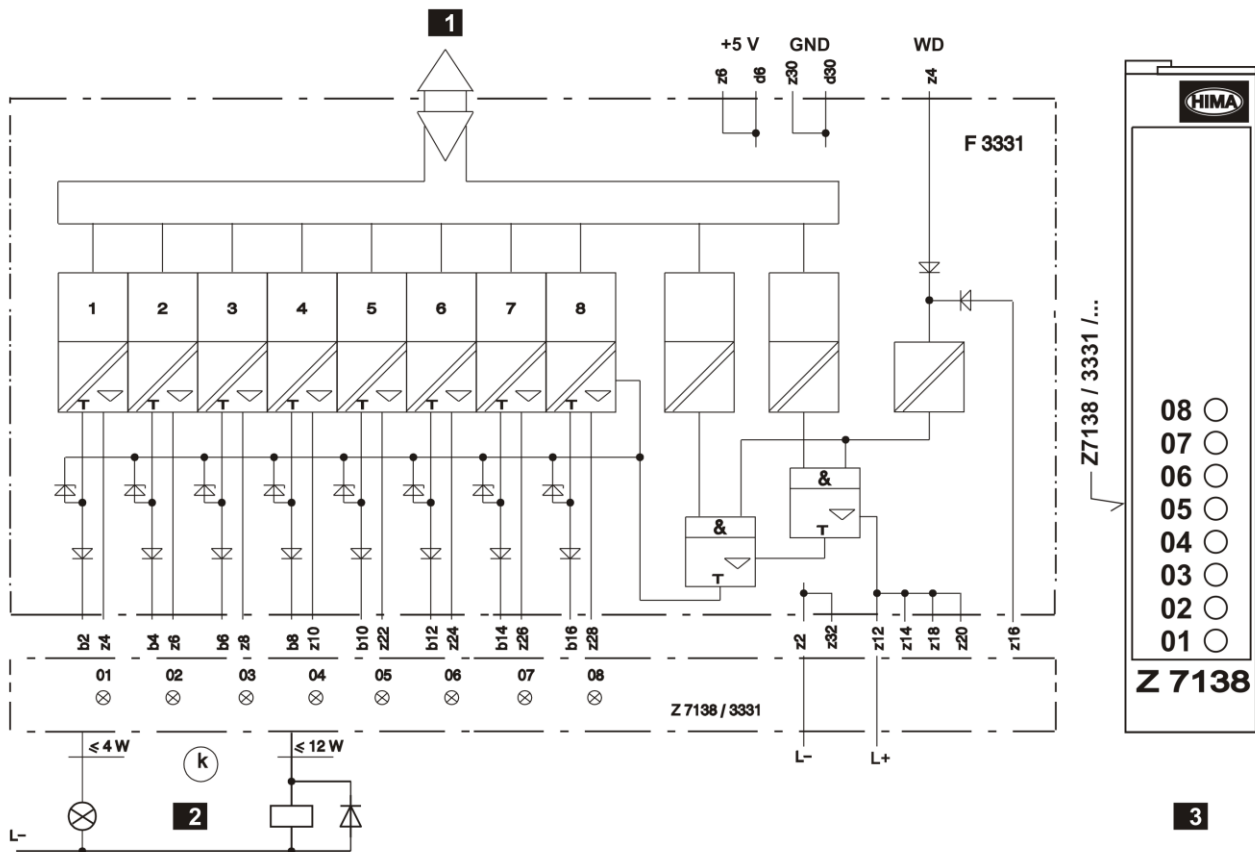 1
+5 V GND WD
z6 d6 z30 d30 z4
HIMA
F 3331
1 2 3 4 5 6 7 8
T T T T T T T T
Z7138 / 3331 /...
&
T
&
T
08
07
06
05
04
03
02
01
Z 7138
b2 z4 b4 z6 b6 z8 b8 z10 b10 z22 b12 z24 b14 z26 b16 z28 z2 z32 z12 z14 z18 z20 z16
01 02 03 04 05 06 07 08
Z 7138 / 3331
≤ 4 W k ≤ 12 W
L– L+
2
3
L–